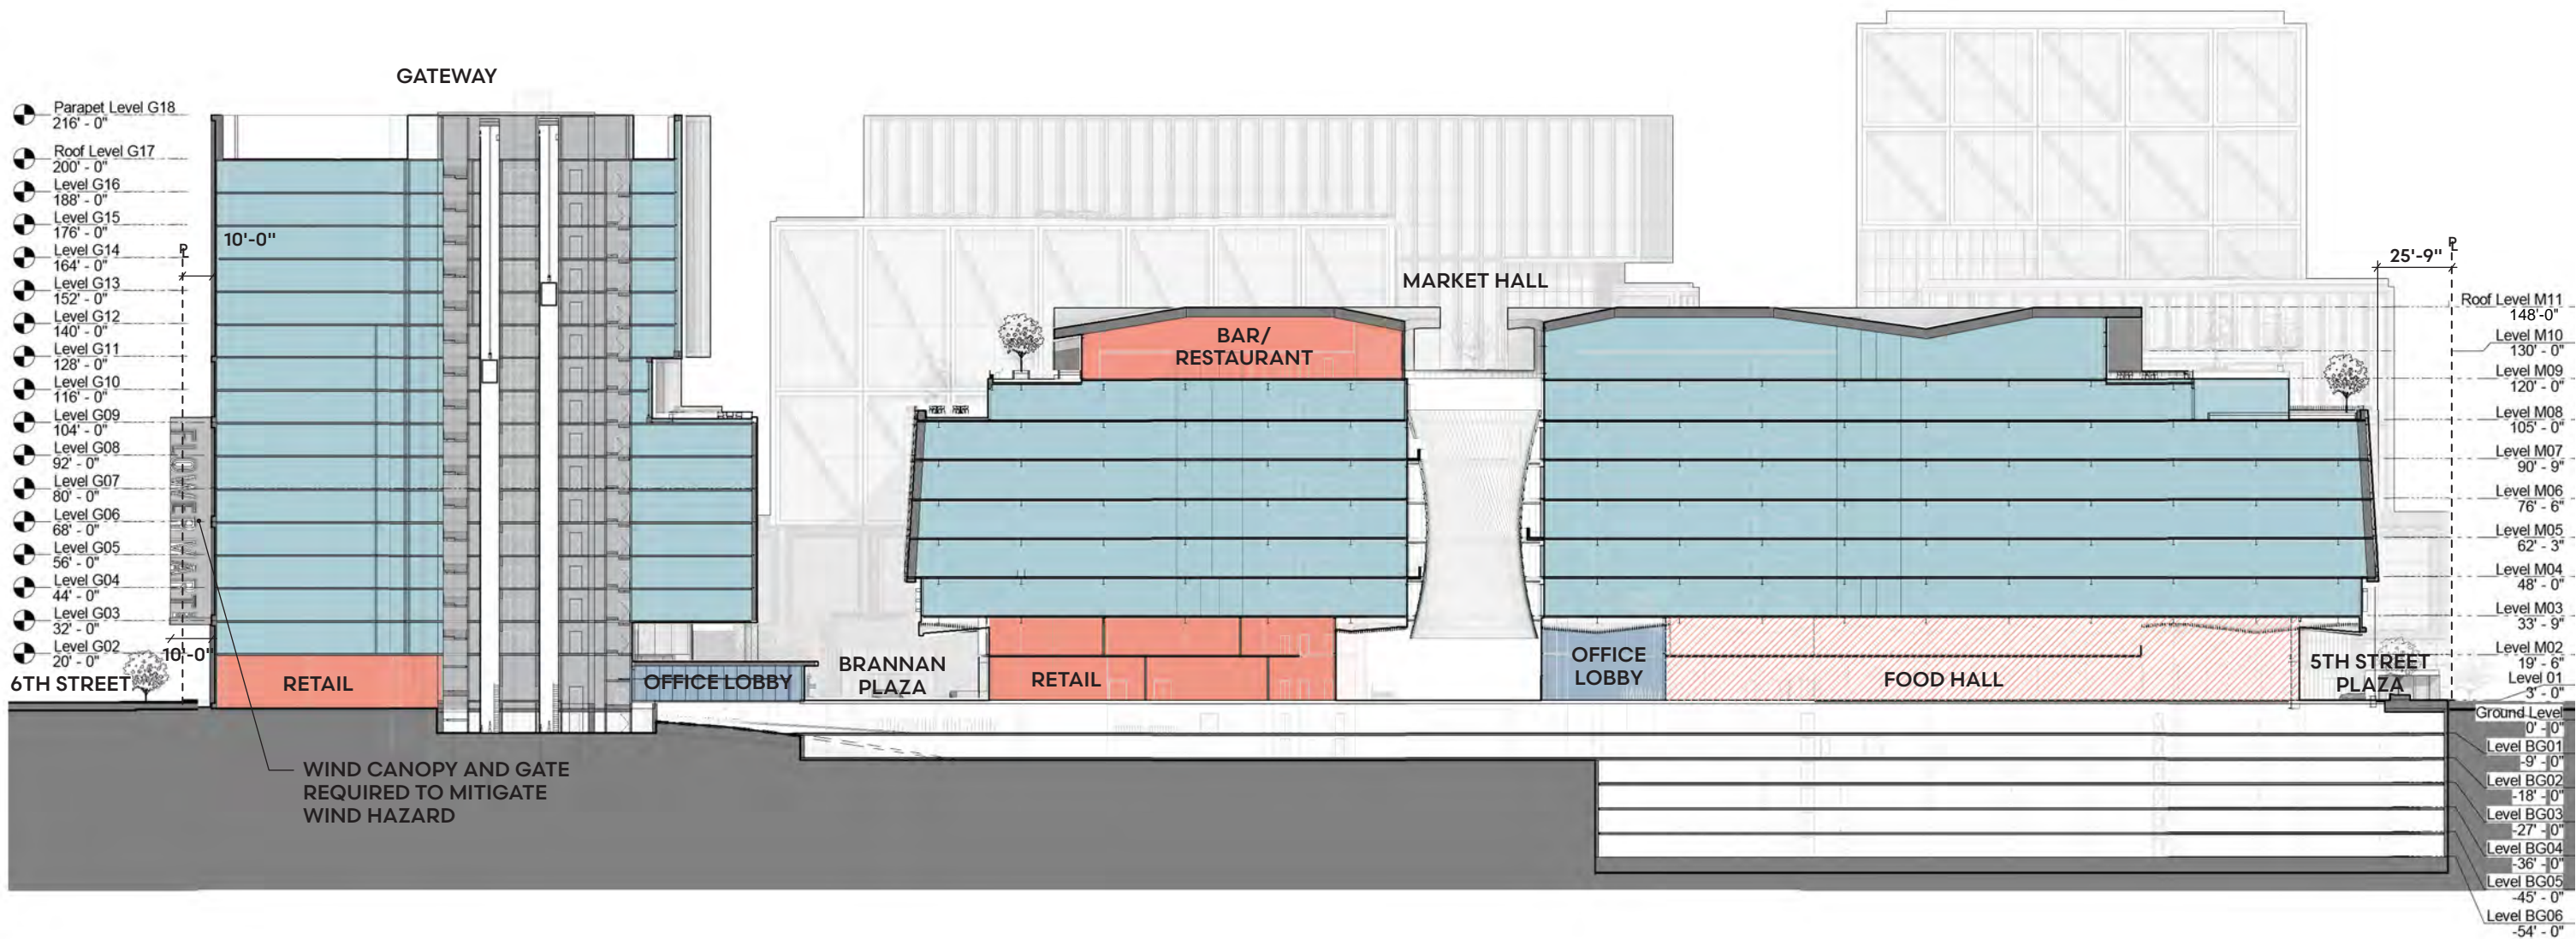 GATEWAY
Parapet Level G18
216' - 0"
Roof Level G17
200' - 0"
Level G16
188' - 0"
Level G15
176' - 0"
Level G14
164' - 0"
Level G13
152' - 0"
Level G12
140' - 0"
Level G11
128' - 0"
Level G10
116' - 0"
Level G09
104' - 0"
Level G08
92' - 0"
Level G07
80' - 0"
Level G06
68' - 0"
Level G05
56' - 0"
Level G04
44' - 0"
Level G03
32' - 0"
Level G02
20' - 0"
PL
10'-0"
10'-0"
6TH STREET
RETAIL
OFFICE LOBBY
WIND CANOPY AND GATE
REQUIRED TO MITIGATE
WIND HAZARD
BRANNAN
PLAZA
MARKET HALL
BAR/
RESTAURANT
RETAIL
OFFICE
LOBBY
FOOD HALL
5TH STREET
PLAZA
25'-9"
PL
Roof Level M11
148'-0"
Level M10
130' - 0"
Level M09
120' - 0"
Level M08
105' - 0"
Level M07
90' - 9"
Level M06
76' - 6"
Level M05
62' - 3"
Level M04
48' - 0"
Level M03
33' - 9"
Level M02
19' - 6"
Level 01
3' - 0"
Ground Level
0' - 0"
Level BG01
-9' - 0"
Level BG02
-18' - 0"
Level BG03
-27' - 0"
Level BG04
-36' - 0"
Level BG05
-45' - 0"
Level BG06
-54' - 0"